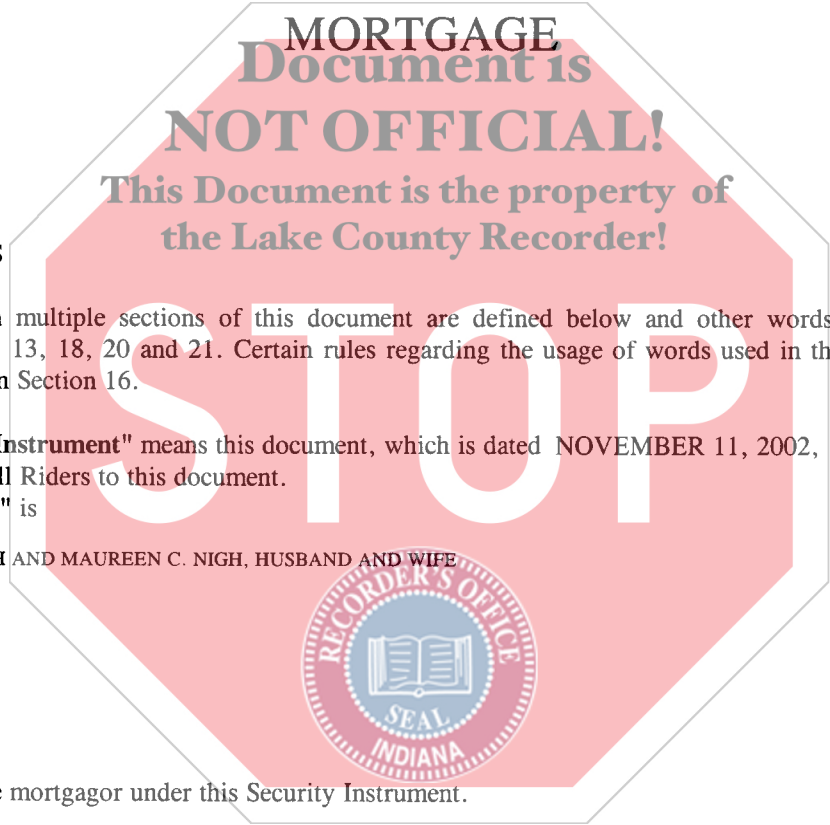 MORTGAGE
Document is
NOT OFFICIAL!
This Document is the property of
the Lake County Recorder!
S
multiple sections of this document are defined below and other words
13, 18, 20 and 21. Certain rules regarding the usage of words used in th
n Section 16.
STOP
Instrument" means this document, which is dated NOVEMBER 11, 2002,
ll Riders to this document.
" is
H AND MAUREEN C. NIGH, HUSBAND AND WIFE
RECORDER'S OFFICE
SEAL
INDIANA
e mortgagor under this Security Instrument.